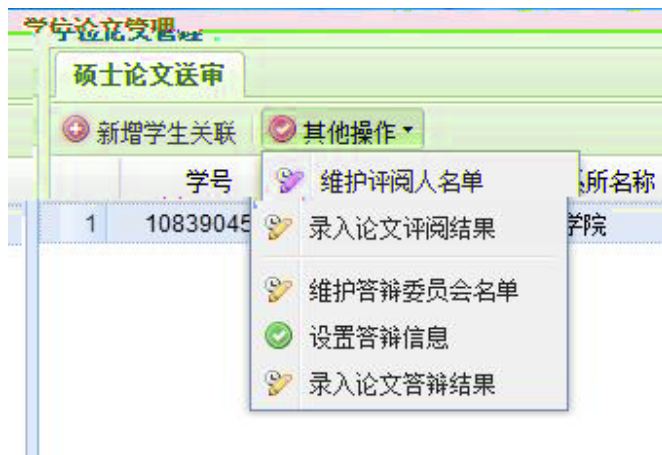 学位论文管理
硕士论文送审
新增学生关联 其他操作
学号 所名称
维护评阅人名单
1 10839045 学院
录入论文评阅结果
维护答辩委员会名单
设置答辩信息
录入论文答辩结果